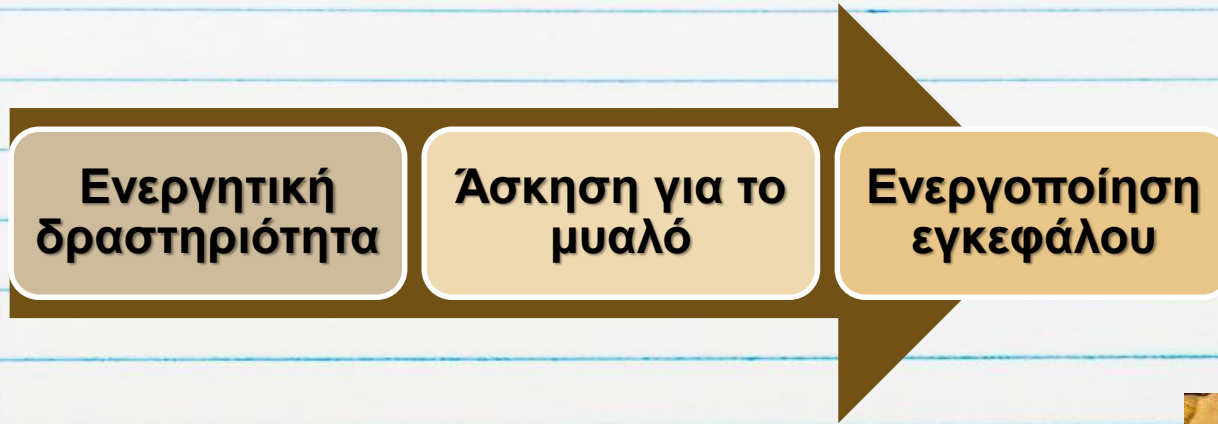 Ενεργητική
δραστηριότητα
Άσκηση για το
μυαλό
Ενεργοποίηση
εγκεφάλου